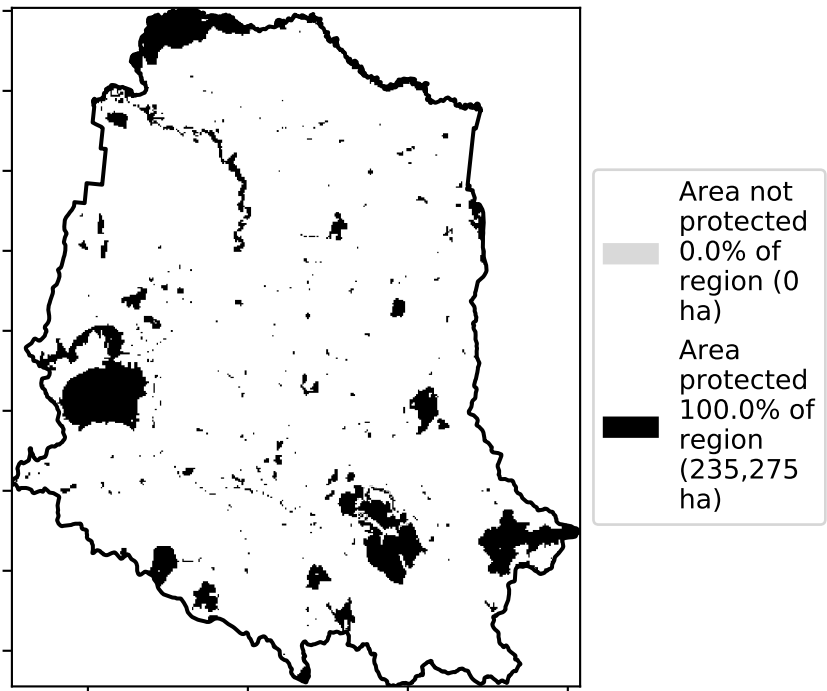 Area not
protected
0.0% of
region (0
ha)
Area
protected
100.0% of
region
(235,275
ha)